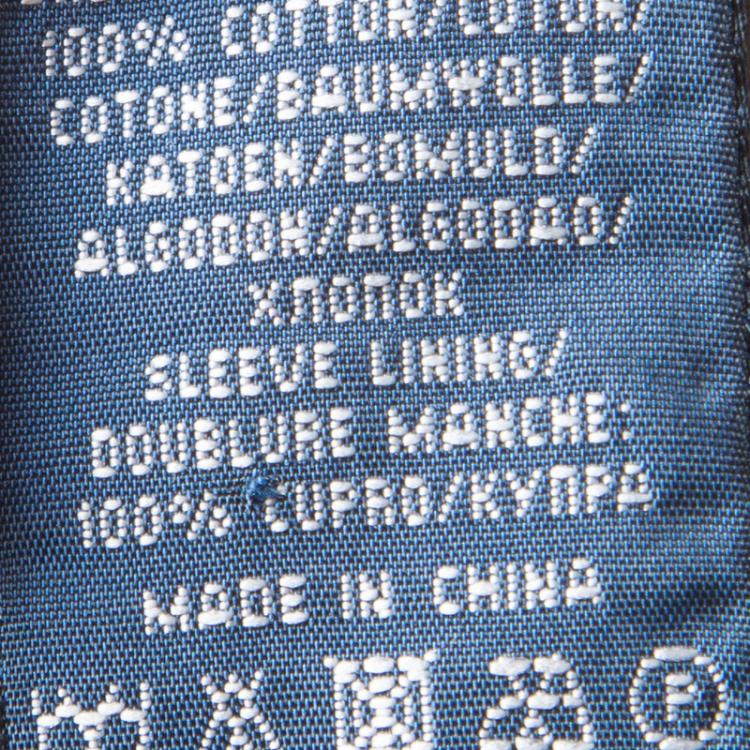 100% COTTON/COTON/
COTONE/BAUMWOLLE/
KATOEN/BOMULD/
ALGODON/ALGODAO/
ХЛОПОК
SLEEVE LINING/
DOUBLURE MANCHE:
100% CUPRO/КУПРА
MADE IN CHINA
P